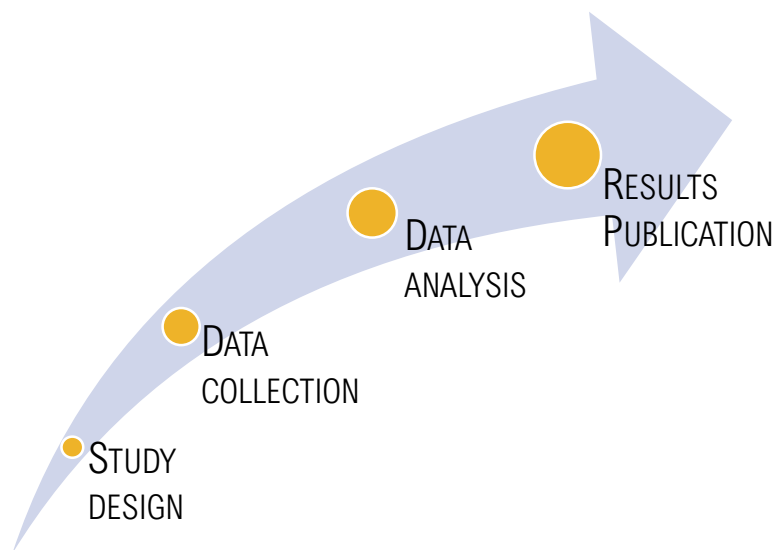 RESULTS
PUBLICATION
DATA
ANALYSIS
DATA
COLLECTION
STUDY
DESIGN